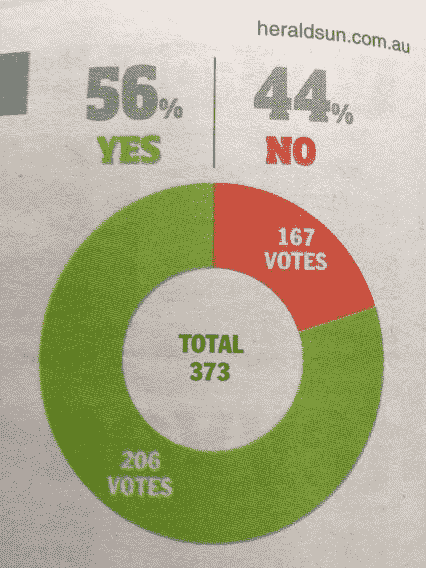 heraldsun.com.au
56% 44%
YES NO
167
VOTES
TOTAL
373
206
VOTES